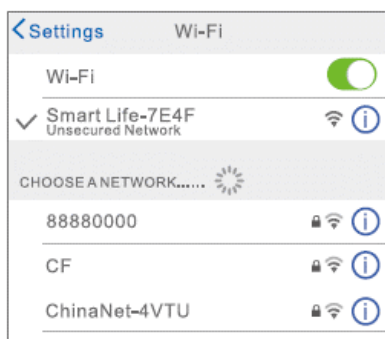 Settings Wi-Fi
Wi-Fi
Smart Life-7E4F
Unsecured Network
CHOOSE A NETWORK......
88880000
CF
ChinaNet-4VTU